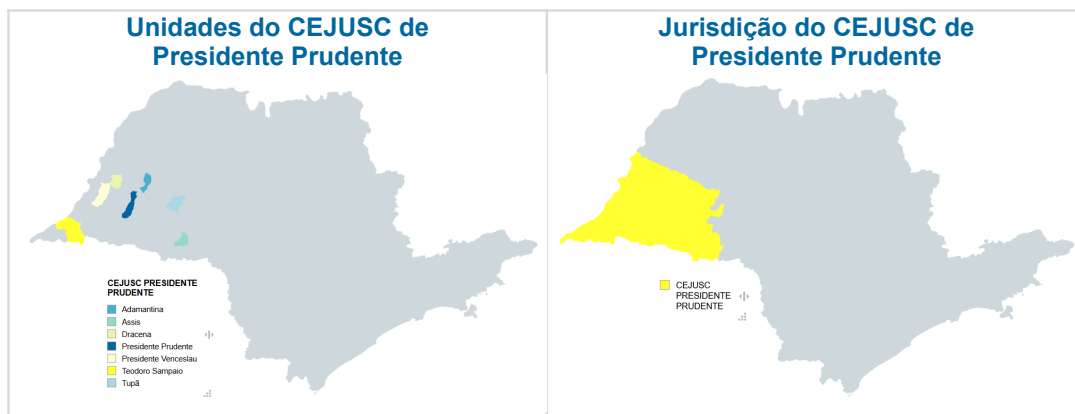 Unidades do CEJUSC de
Presidente Prudente
CEJUSC PRESIDENTE
PRUDENTE
Adamantina
Assis
Dracena
Presidente Prudente
Presidente Venceslau
Teodoro Sampaio
Tupã
Jurisdição do CEJUSC de
Presidente Prudente
CEJUSC
PRESIDENTE
PRUDENTE